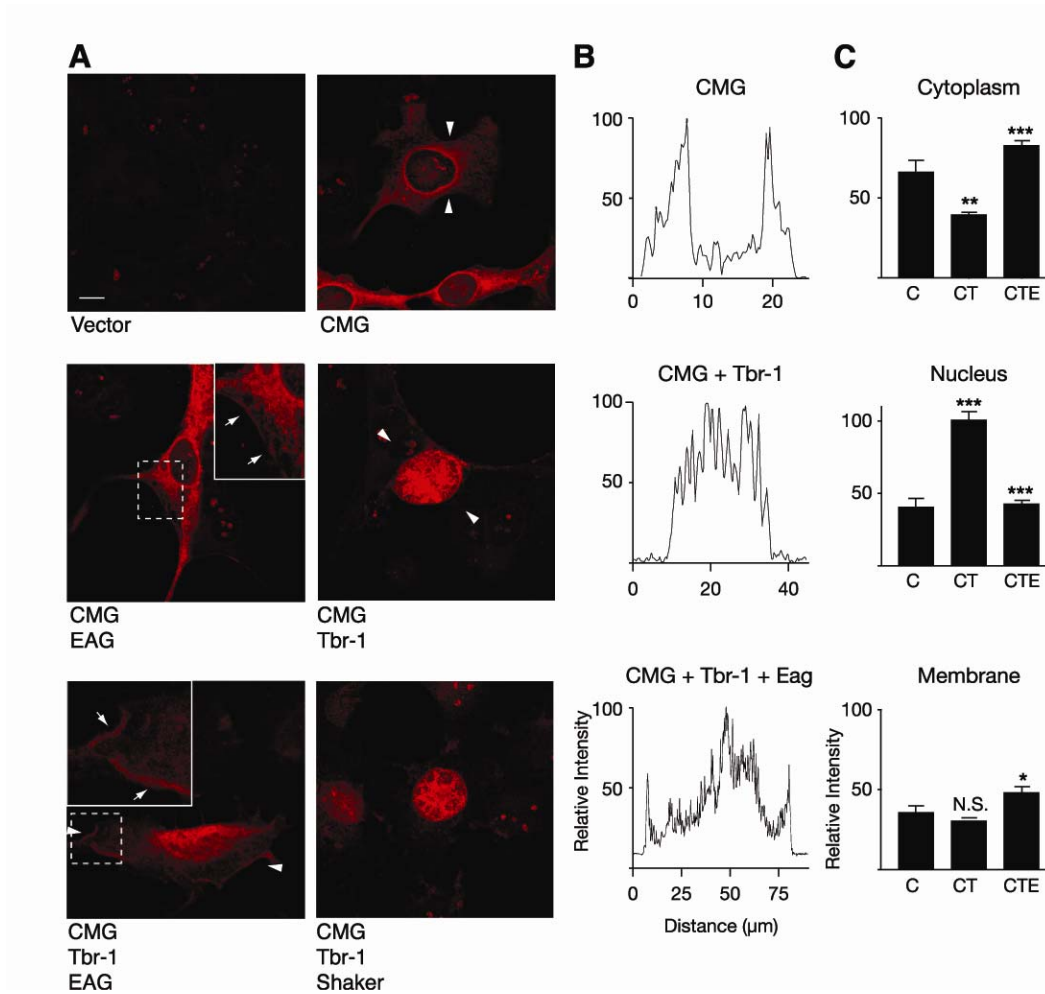 A
Vector
CMG
CMG
EAG
CMG
Tbr-1
CMG
Tbr-1
EAG
CMG
Tbr-1
Shaker
B
CMG
100
50
0 10 20
CMG + Tbr-1
100
50
0 20 40
CMG + Tbr-1 + Eag
Relative Intensity
100
50
0 25 50 75
Distance (µm)
C
Cytoplasm
100
50
**
***
C CT CTE
Nucleus
100
50
***
***
C CT CTE
Membrane
Relative Intensity
100
50
N.S.
*
C CT CTE